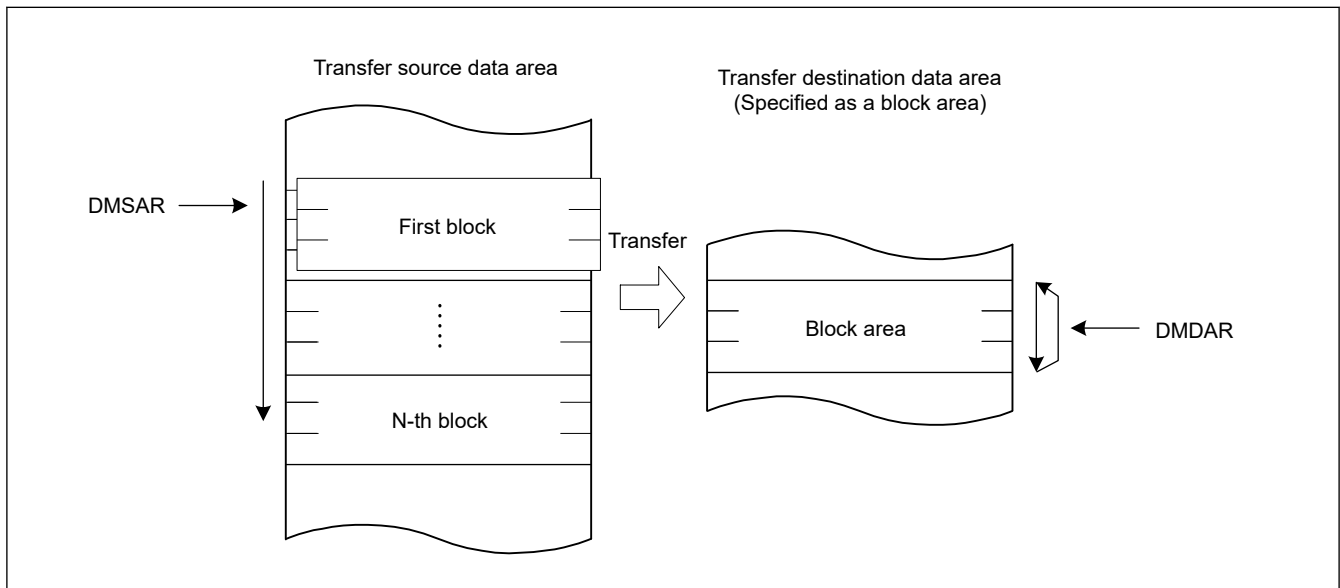 Transfer source data area
Transfer destination data area
(Specified as a block area)
DMSAR
First block
Transfer
Block area
DMDAR
N-th block